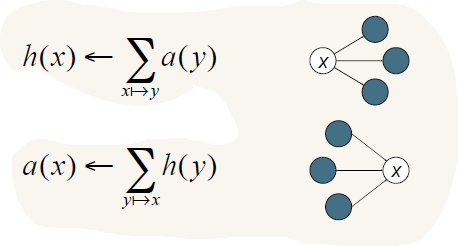 h(x) ← ∑ a(y)
x↦y
x
a(x) ← ∑ h(y)
y↦x
x